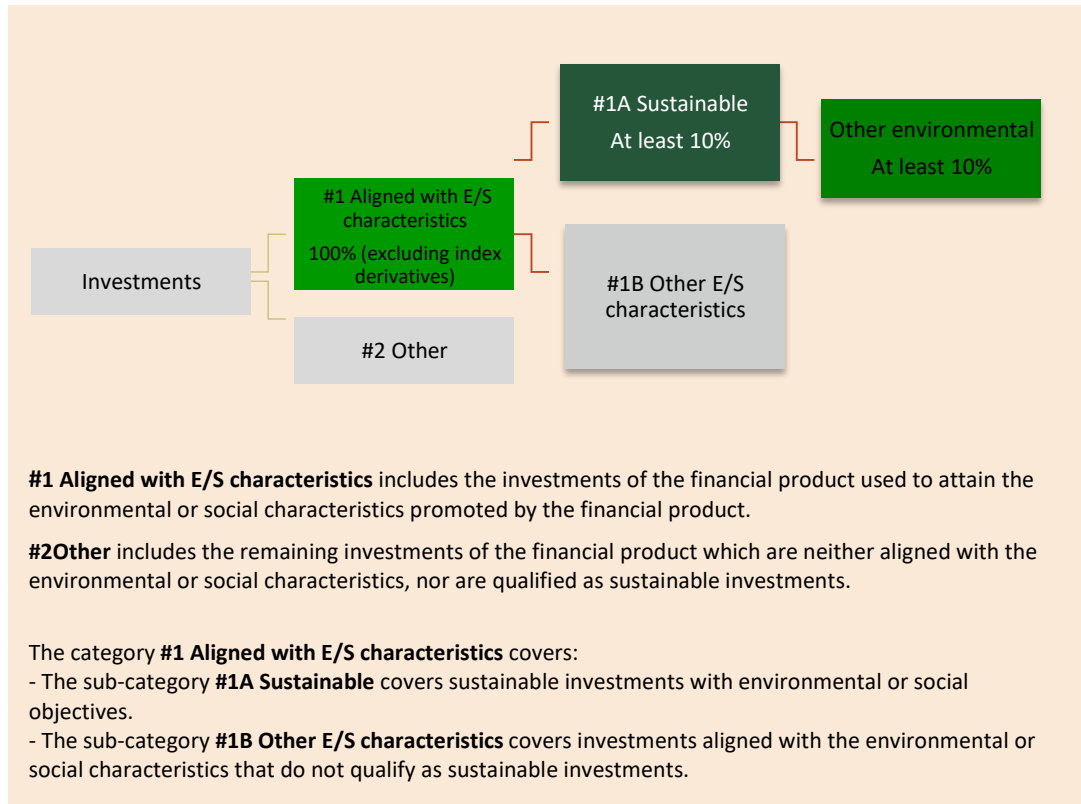 #1A Sustainable
At least 10%
Other environmental
At least 10%
#1 Aligned with E/S
characteristics
100% (excluding index
derivatives)
Investments
#1B Other E/S
characteristics
#2 Other
#1 Aligned with E/S characteristics includes the investments of the financial product used to attain the
environmental or social characteristics promoted by the financial product.
#2Other includes the remaining investments of the financial product which are neither aligned with the
environmental or social characteristics, nor are qualified as sustainable investments.
The category #1 Aligned with E/S characteristics covers:
- The sub-category #1A Sustainable covers sustainable investments with environmental or social
objectives.
- The sub-category #1B Other E/S characteristics covers investments aligned with the environmental or
social characteristics that do not qualify as sustainable investments.